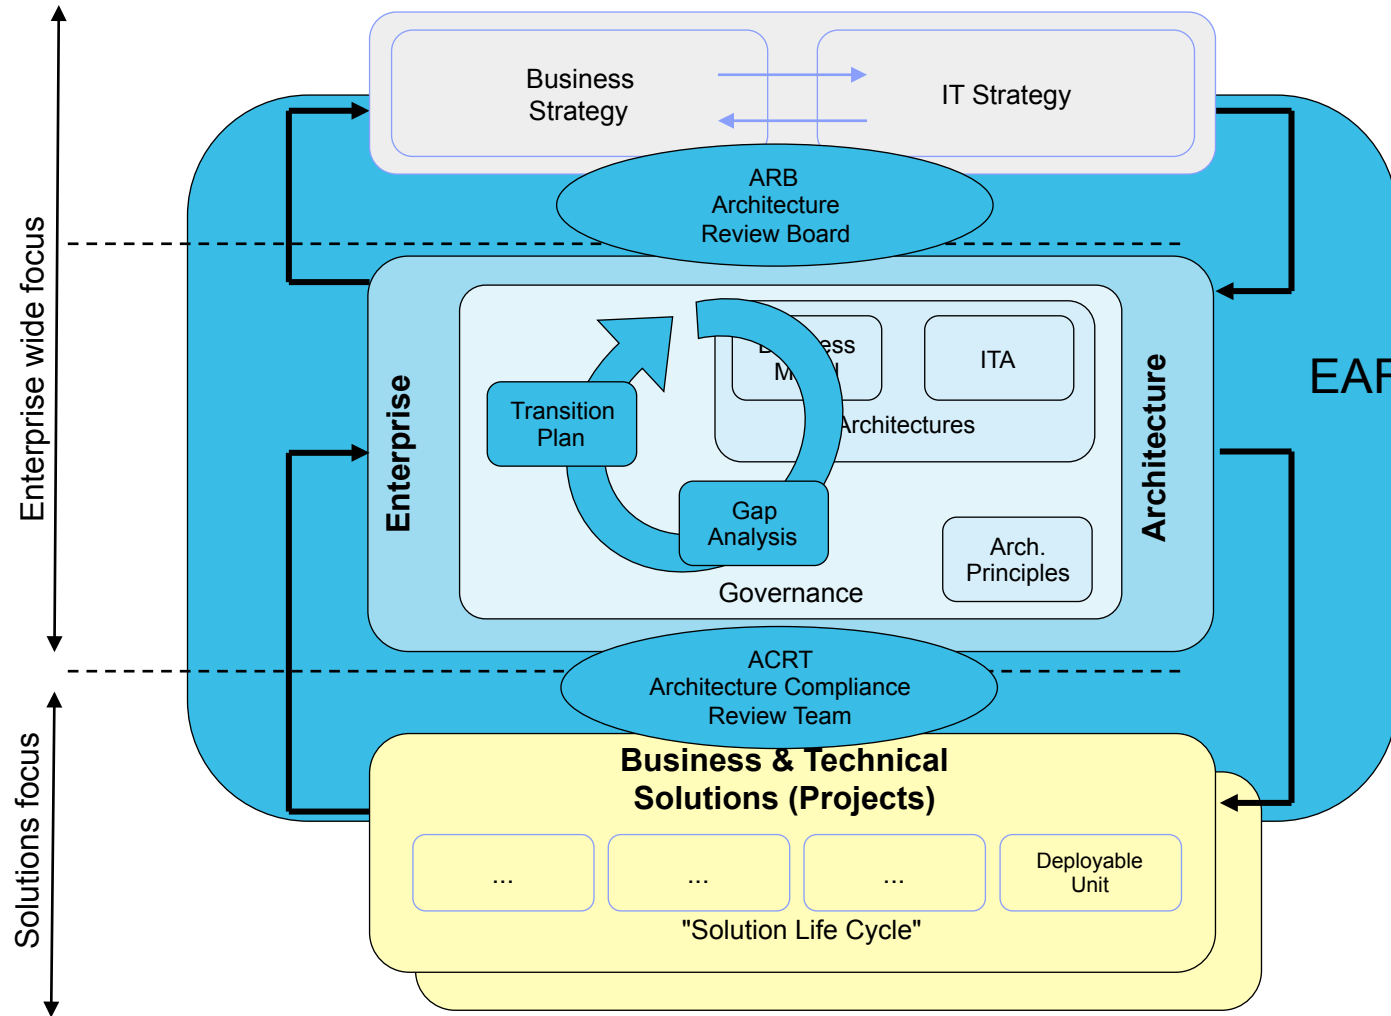 Business
Strategy
IT Strategy
ARB
Architecture
Review Board
Enterprise wide focus
Enterprise
Architecture
ITA
Architectures
Transition
Plan
Gap
Analysis
Arch.
Principles
Governance
ACRT
Architecture Compliance
Review Team
Solutions focus
Business & Technical
Solutions (Projects)
...
...
...
Deployable
Unit
"Solution Life Cycle"